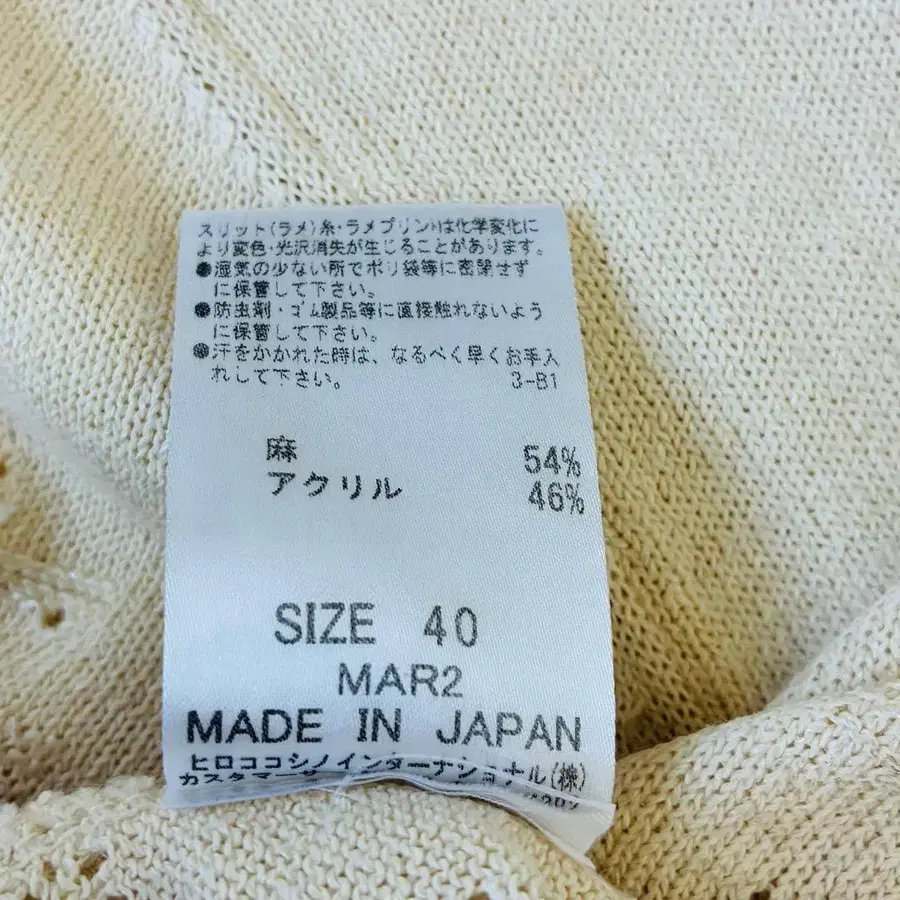 スリット(ラメ)糸・ラメプリントは化学変化に
より変色・光沢消失が生じることがあります。
●湿気の少ない所でポリ袋等に密閉せず
に保管して下さい。
●防虫剤・ゴム製品等に直接触れないよう
に保管して下さい。
●汗をかかれた時は、なるべく早くお手入
れして下さい。 3-B1
麻 54%
アクリル 46%
SIZE 40
MAR2
MADE IN JAPAN
ヒロココシノインターナショナル(株)
カスタマー